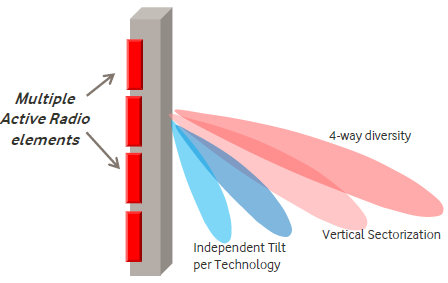 Multiple
Active Radio
elements
4-way diversity
Vertical Sectorization
Independent Tilt
per Technology